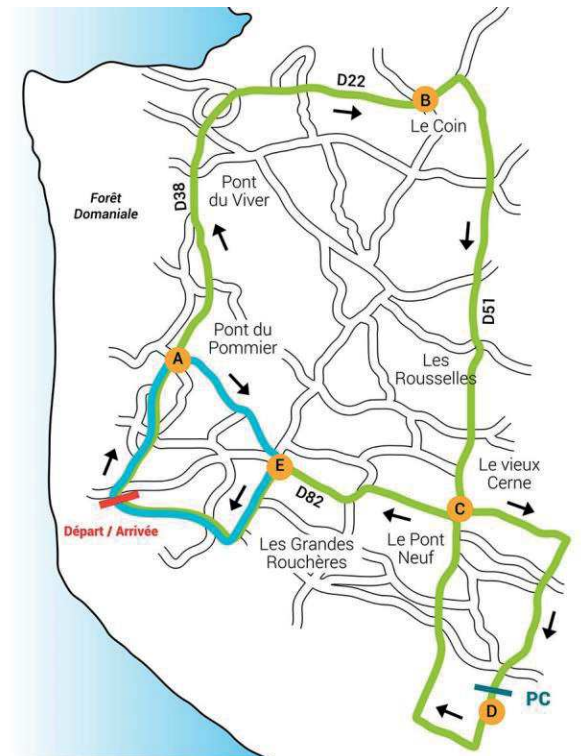 D22
B
Le Coin
Forêt
Domaniale
D38
Pont
du Viver
D51
Pont du
Pommier
A
Les
Rousselles
E
D82
Le vieux
Cerne
C
Départ / Arrivée
Les Grandes
Rouchères
Le Pont
Neuf
PC
D